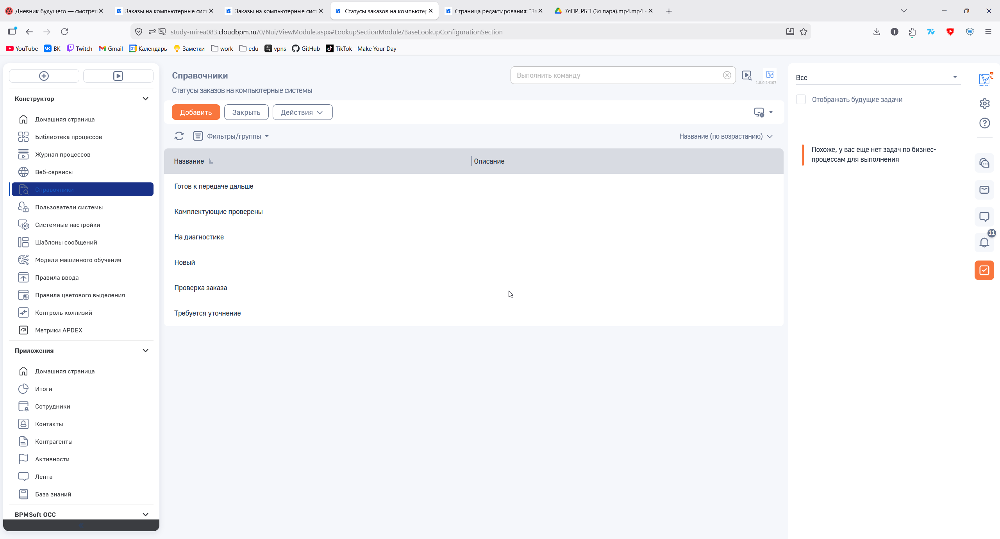 Дневник будущего — смотрет
Заказы на компьютерные сист
Заказы на компьютерные сист
Статусы заказов на компьютер
Страница редактирования: "За
7яПР_РБП (3я пара).mp4.mp4 -
study-mirea083.cloudbpm.ru/0/Nui/ViewModule.aspx#LookupSectionModule/BaseLookupConfigurationSection
YouTube
ВК
Twitch
Gmail
31
Календарь
Заметки
work
edu
vpns
GitHub
TikTok - Make Your Day
Конструктор
Домашняя страница
Библиотека процессов
Журнал процессов
Веб-сервисы
Справочники
Пользователи системы
Системные настройки
Шаблоны сообщений
Модели машинного обучения
Правила ввода
Правила цветового выделения
Контроль коллизий
Метрики APDEX
Приложения
Домашняя страница
Итоги
Сотрудники
Контакты
Контрагенты
Активности
Лента
База знаний
BPMSoft OCC
Справочники
Выполнить команду
1.8.0.14107
Статусы заказов на компьютерные системы
Добавить
Закрыть
Действия
Фильтры/группы
Название (по возрастанию)
Название
Описание
Готов к передаче дальше
Комплектующие проверены
На диагностике
Новый
Проверка заказа
Требуется уточнение
Все
Отображать будущие задачи
Похоже, у вас еще нет задач по бизнес-
процессам для выполнения
ЮКОМС
11